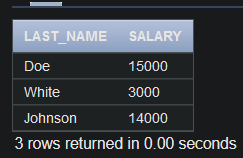 LAST_NAME SALARY
Doe 15000
White 3000
Johnson 14000
3 rows returned in 0.00 seconds